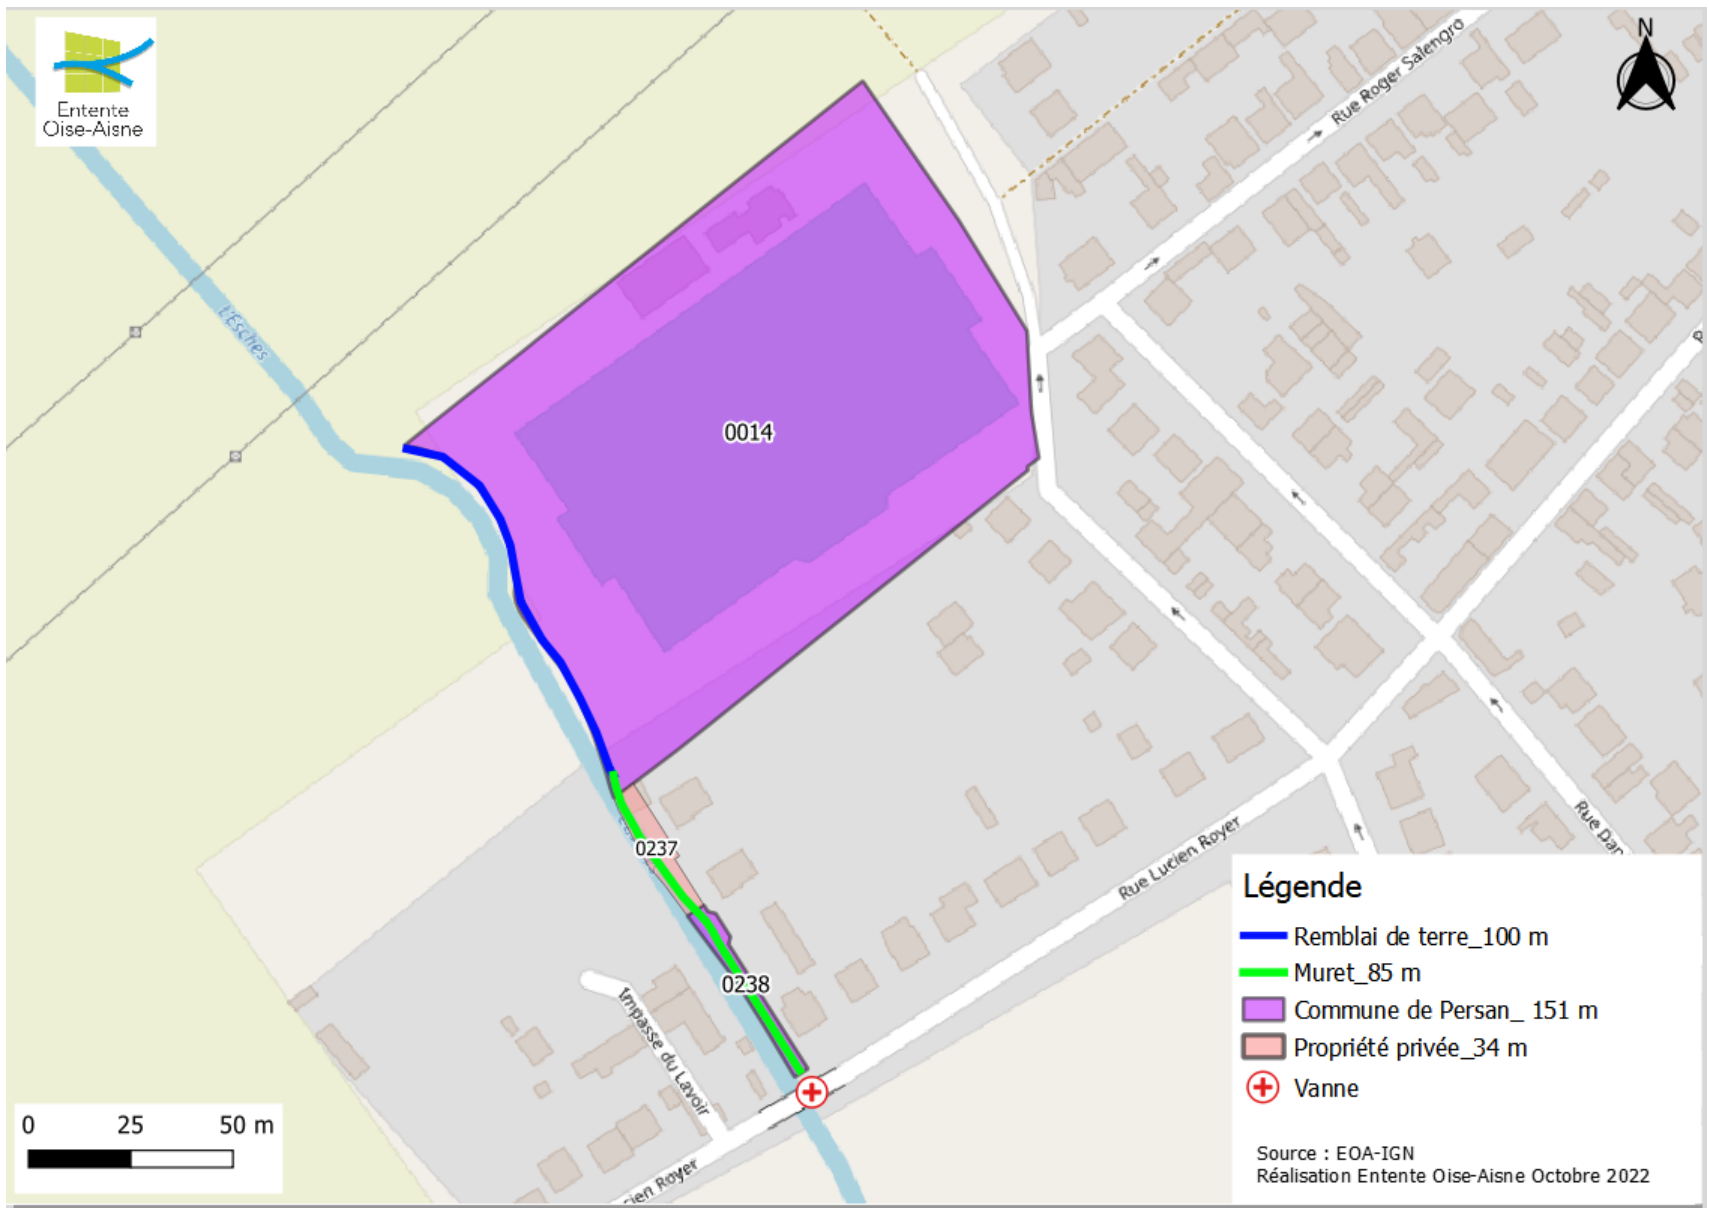 Entente
Oise-Aisne
N
Rue Roger Salengro
L'Esches
0014
0237
0238
Rue Lucien Royer
Rue Dan
Impasse du Lavoir
cien Royer
Légende
Remblai de terre_100 m
Muret_85 m
Commune de Persan_ 151 m
Propriété privée_34 m
Vanne
Source : EOA-IGN
Réalisation Entente Oise-Aisne Octobre 2022
0 25 50 m